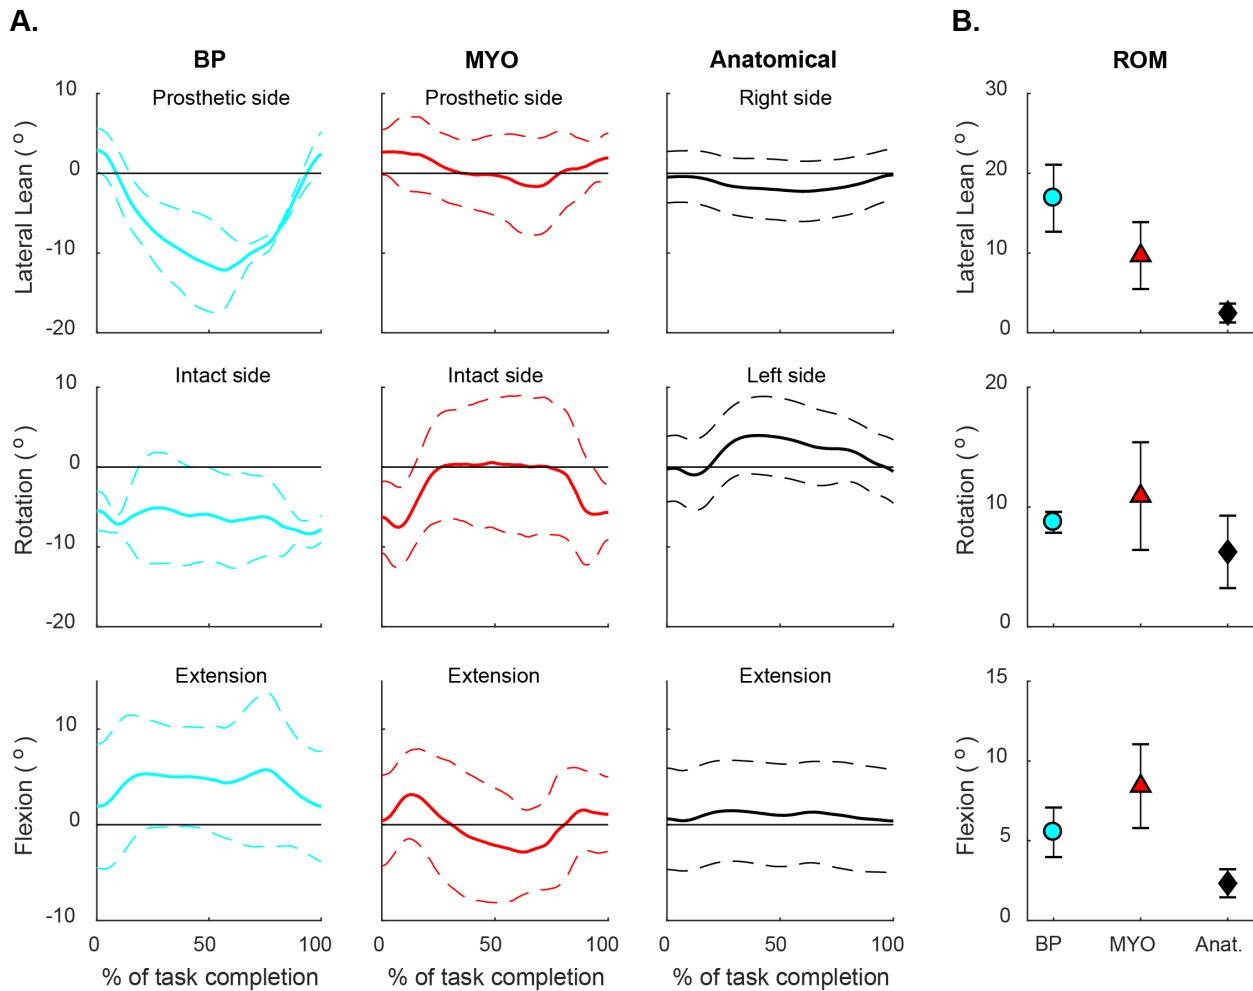 A.
B.
BP
MYO
Anatomical
ROM
Prosthetic side
Prosthetic side
Right side
Lateral Lean ( º )
10
0
-10
-20
Lateral Lean ( º )
30
20
10
0
Intact side
Intact side
Left side
Rotation ( º )
10
0
-10
-20
Rotation ( º )
20
10
0
Extension
Extension
Extension
Flexion ( º )
10
0
-10
Flexion ( º )
15
10
5
0
0 50 100
0 50 100
0 50 100
BP MYO Anat.
% of task completion
% of task completion
% of task completion